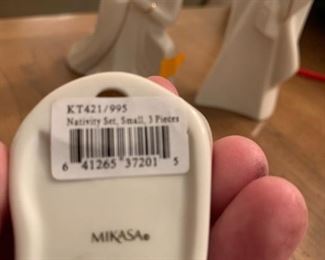 KT421/995
Nativity Set, Small, 3 Pieces
6 41265 37201 5
MIKASA®